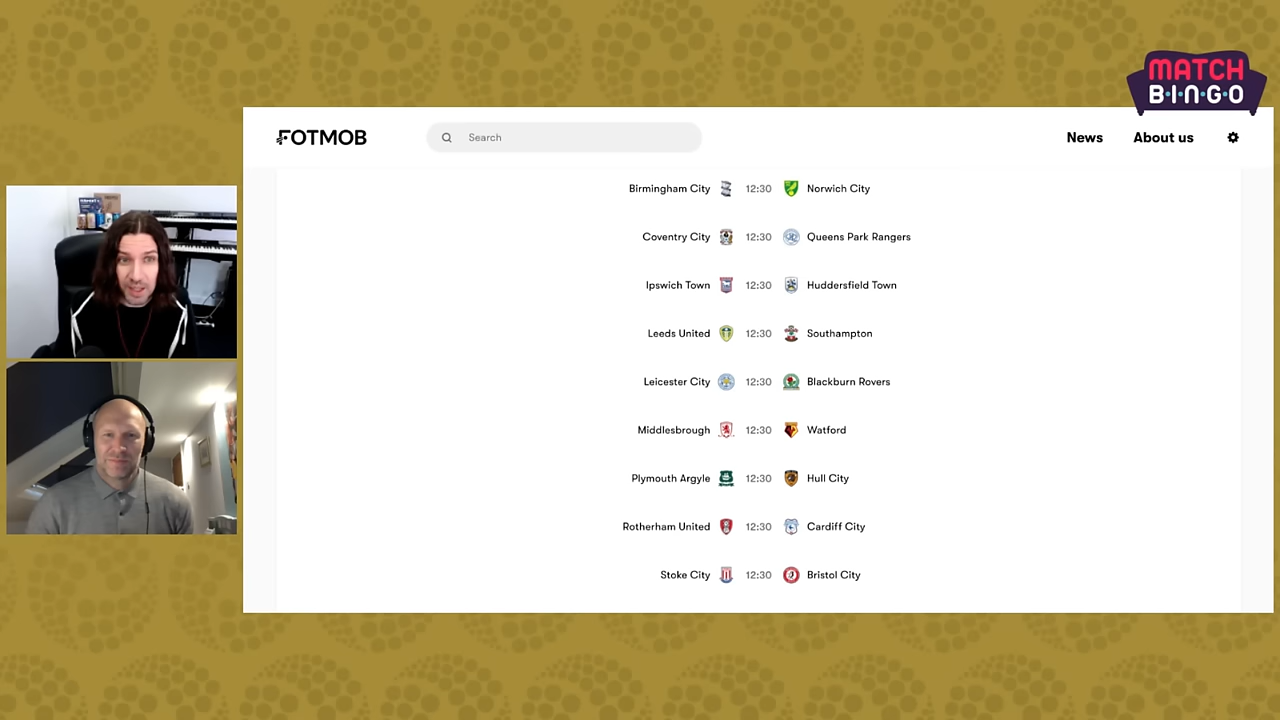 MATCH
B·I·N·G·O
FOTMOB Search News About us
Birmingham City 12:30 Norwich City
Coventry City 12:30 Queens Park Rangers
Ipswich Town 12:30 Huddersfield Town
Leeds United 12:30 Southampton
Leicester City 12:30 Blackburn Rovers
Middlesbrough 12:30 Watford
Plymouth Argyle 12:30 Hull City
Rotherham United 12:30 Cardiff City
Stoke City 12:30 Bristol City